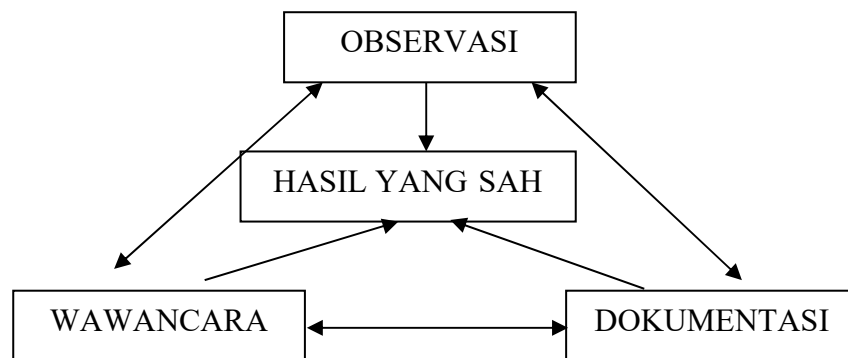 OBSERVASI
HASIL YANG SAH
WAWANCARA
DOKUMENTASI